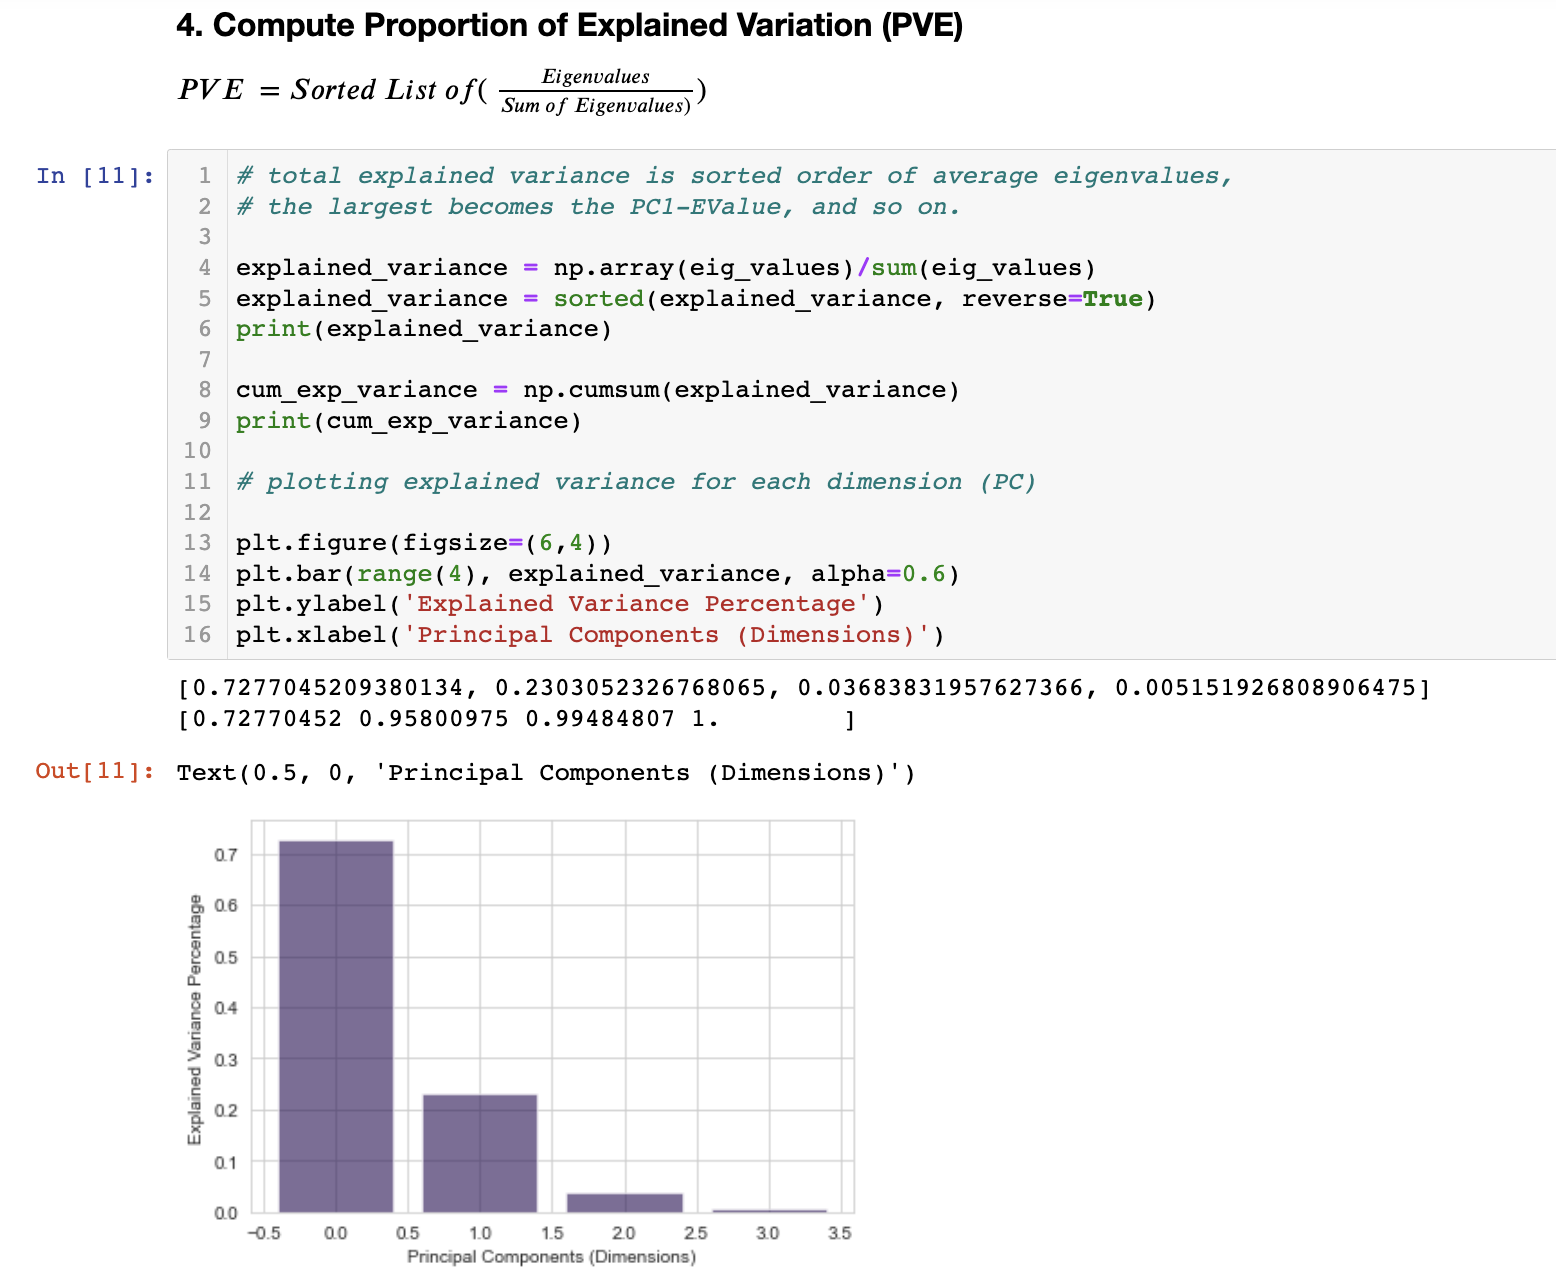 4. Compute Proportion of Explained Variation (PVE)
PVE = Sorted List of( Eigenvalues / Sum of Eigenvalues) )
In [11]:
1 # total explained variance is sorted order of average eigenvalues,
2 # the largest becomes the PC1-EValue, and so on.
3
4 explained_variance = np.array(eig_values)/sum(eig_values)
5 explained_variance = sorted(explained_variance, reverse=True)
6 print(explained_variance)
7
8 cum_exp_variance = np.cumsum(explained_variance)
9 print(cum_exp_variance)
10
11 # plotting explained variance for each dimension (PC)
12
13 plt.figure(figsize=(6,4))
14 plt.bar(range(4), explained_variance, alpha=0.6)
15 plt.ylabel('Explained Variance Percentage')
16 plt.xlabel('Principal Components (Dimensions)')
[0.7277045209380134, 0.2303052326768065, 0.03683831957627366, 0.005151926808906475]
[0.72770452 0.95800975 0.99484807 1.        ]
Out[11]: Text(0.5, 0, 'Principal Components (Dimensions)')
Explained Variance Percentage
0.7
0.6
0.5
0.4
0.3
0.2
0.1
0.0
−0.5 0.0 0.5 1.0 1.5 2.0 2.5 3.0 3.5
Principal Components (Dimensions)